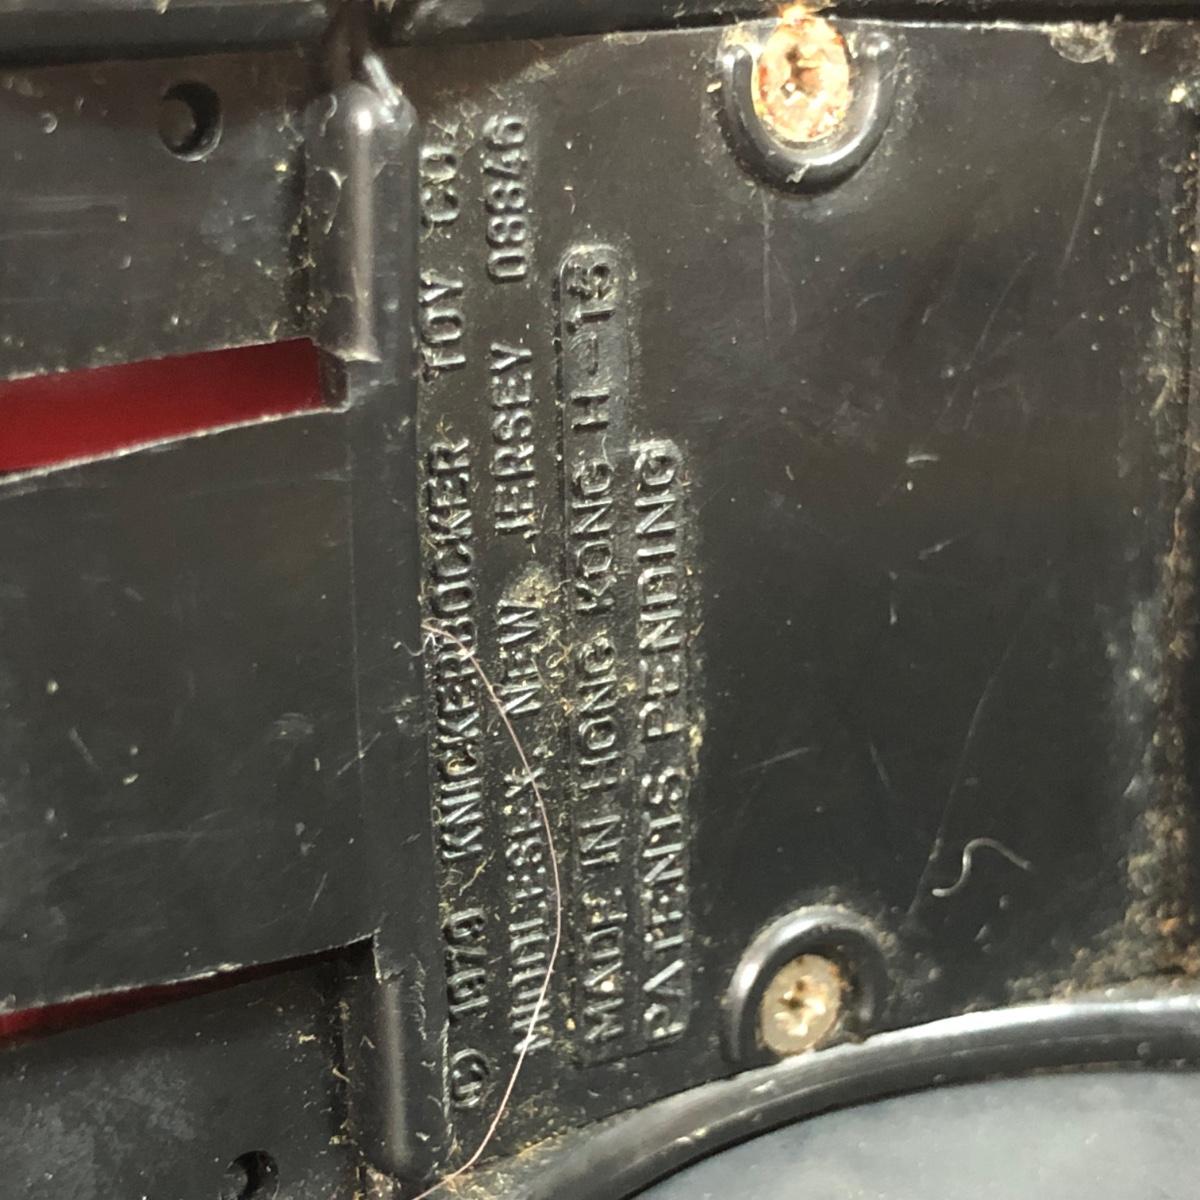 © 1979 KNICKERBOCKER TOY CO.
MIDDLESEX, NEW JERSEY 08846
MADE IN HONG KONG H-15
PATENTS PENDING